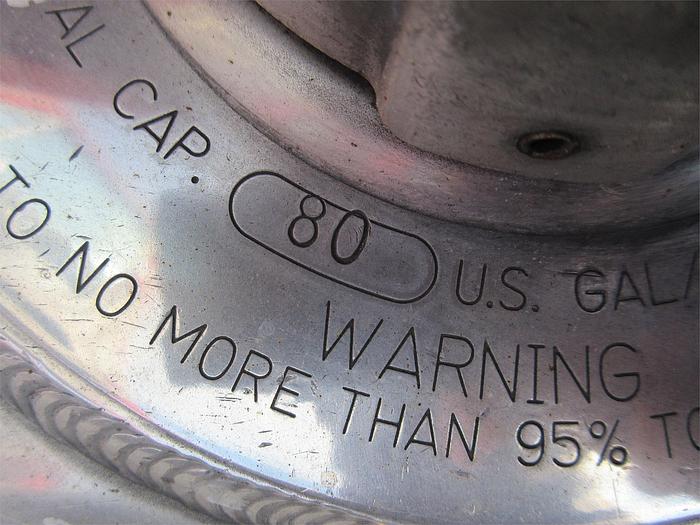 AL CAP. 80 U.S. GAL
WARNING
TO NO MORE THAN 95% TO